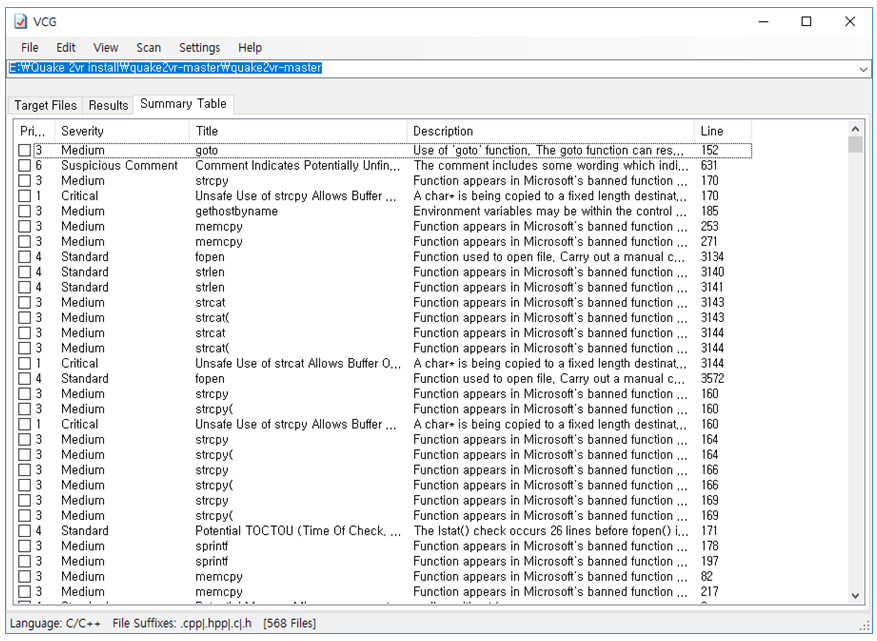 VCG
File Edit View Scan Settings Help
E:₩Quake 2vr install₩quake2vr-master₩quake2vr-master
Target Files Results Summary Table
Pri... Severity Title Description Line
3 Medium goto Use of 'goto' function, The goto function can res... 152
6 Suspicious Comment Comment Indicates Potentially Unfin... The comment includes some wording which indi... 631
3 Medium strcpy Function appears in Microsoft's banned function ... 170
1 Critical Unsafe Use of strcpy Allows Buffer ... A char* is being copied to a fixed length destinat... 170
3 Medium gethostbyname Environment variables may be within the control ... 185
3 Medium memcpy Function appears in Microsoft's banned function ... 253
3 Medium memcpy Function appears in Microsoft's banned function ... 271
4 Standard fopen Function used to open file, Carry out a manual c... 3134
4 Standard strlen Function appears in Microsoft's banned function ... 3140
4 Standard strlen Function appears in Microsoft's banned function ... 3141
3 Medium strcat Function appears in Microsoft's banned function ... 3143
3 Medium strcat( Function appears in Microsoft's banned function ... 3143
3 Medium strcat Function appears in Microsoft's banned function ... 3144
3 Medium strcat( Function appears in Microsoft's banned function ... 3144
1 Critical Unsafe Use of strcat Allows Buffer O... A char* is being copied to a fixed length destinat... 3144
4 Standard fopen Function used to open file, Carry out a manual c... 3572
3 Medium strcpy Function appears in Microsoft's banned function ... 160
3 Medium strcpy( Function appears in Microsoft's banned function ... 160
1 Critical Unsafe Use of strcpy Allows Buffer ... A char* is being copied to a fixed length destinat... 160
3 Medium strcpy Function appears in Microsoft's banned function ... 164
3 Medium strcpy( Function appears in Microsoft's banned function ... 164
3 Medium strcpy Function appears in Microsoft's banned function ... 166
3 Medium strcpy( Function appears in Microsoft's banned function ... 166
3 Medium strcpy Function appears in Microsoft's banned function ... 169
3 Medium strcpy( Function appears in Microsoft's banned function ... 169
4 Standard Potential TOCTOU (Time Of Check, ... The lstat() check occurs 26 lines before fopen() i... 171
3 Medium sprintf Function appears in Microsoft's banned function ... 178
3 Medium sprintf Function appears in Microsoft's banned function ... 197
3 Medium memcpy Function appears in Microsoft's banned function ... 82
3 Medium memcpy Function appears in Microsoft's banned function ... 217
Language: C/C++ File Suffixes: .cpp|.hpp|.c|.h [568 Files]